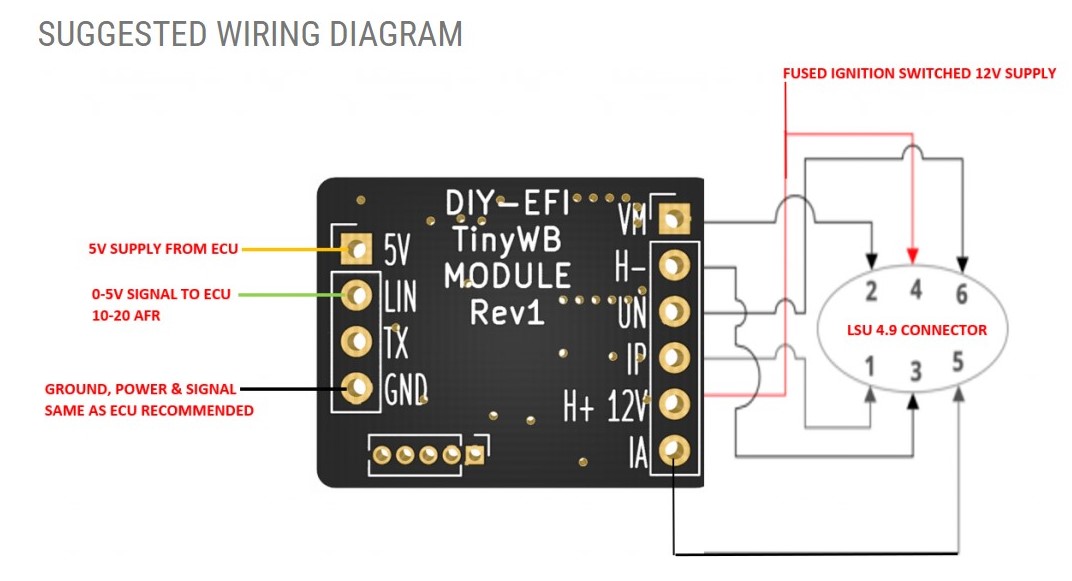 SUGGESTED WIRING DIAGRAM
FUSED IGNITION SWITCHED 12V SUPPLY
DIY-EFI
TinyWB
MODULE
Rev1
5V SUPPLY FROM ECU
0-5V SIGNAL TO ECU
10-20 AFR
GROUND, POWER & SIGNAL
SAME AS ECU RECOMMENDED
5V
LIN
TX
GND
VM
H-
UN
IP
H+ 12V
IA
2 4 6
LSU 4.9 CONNECTOR
1 3 5